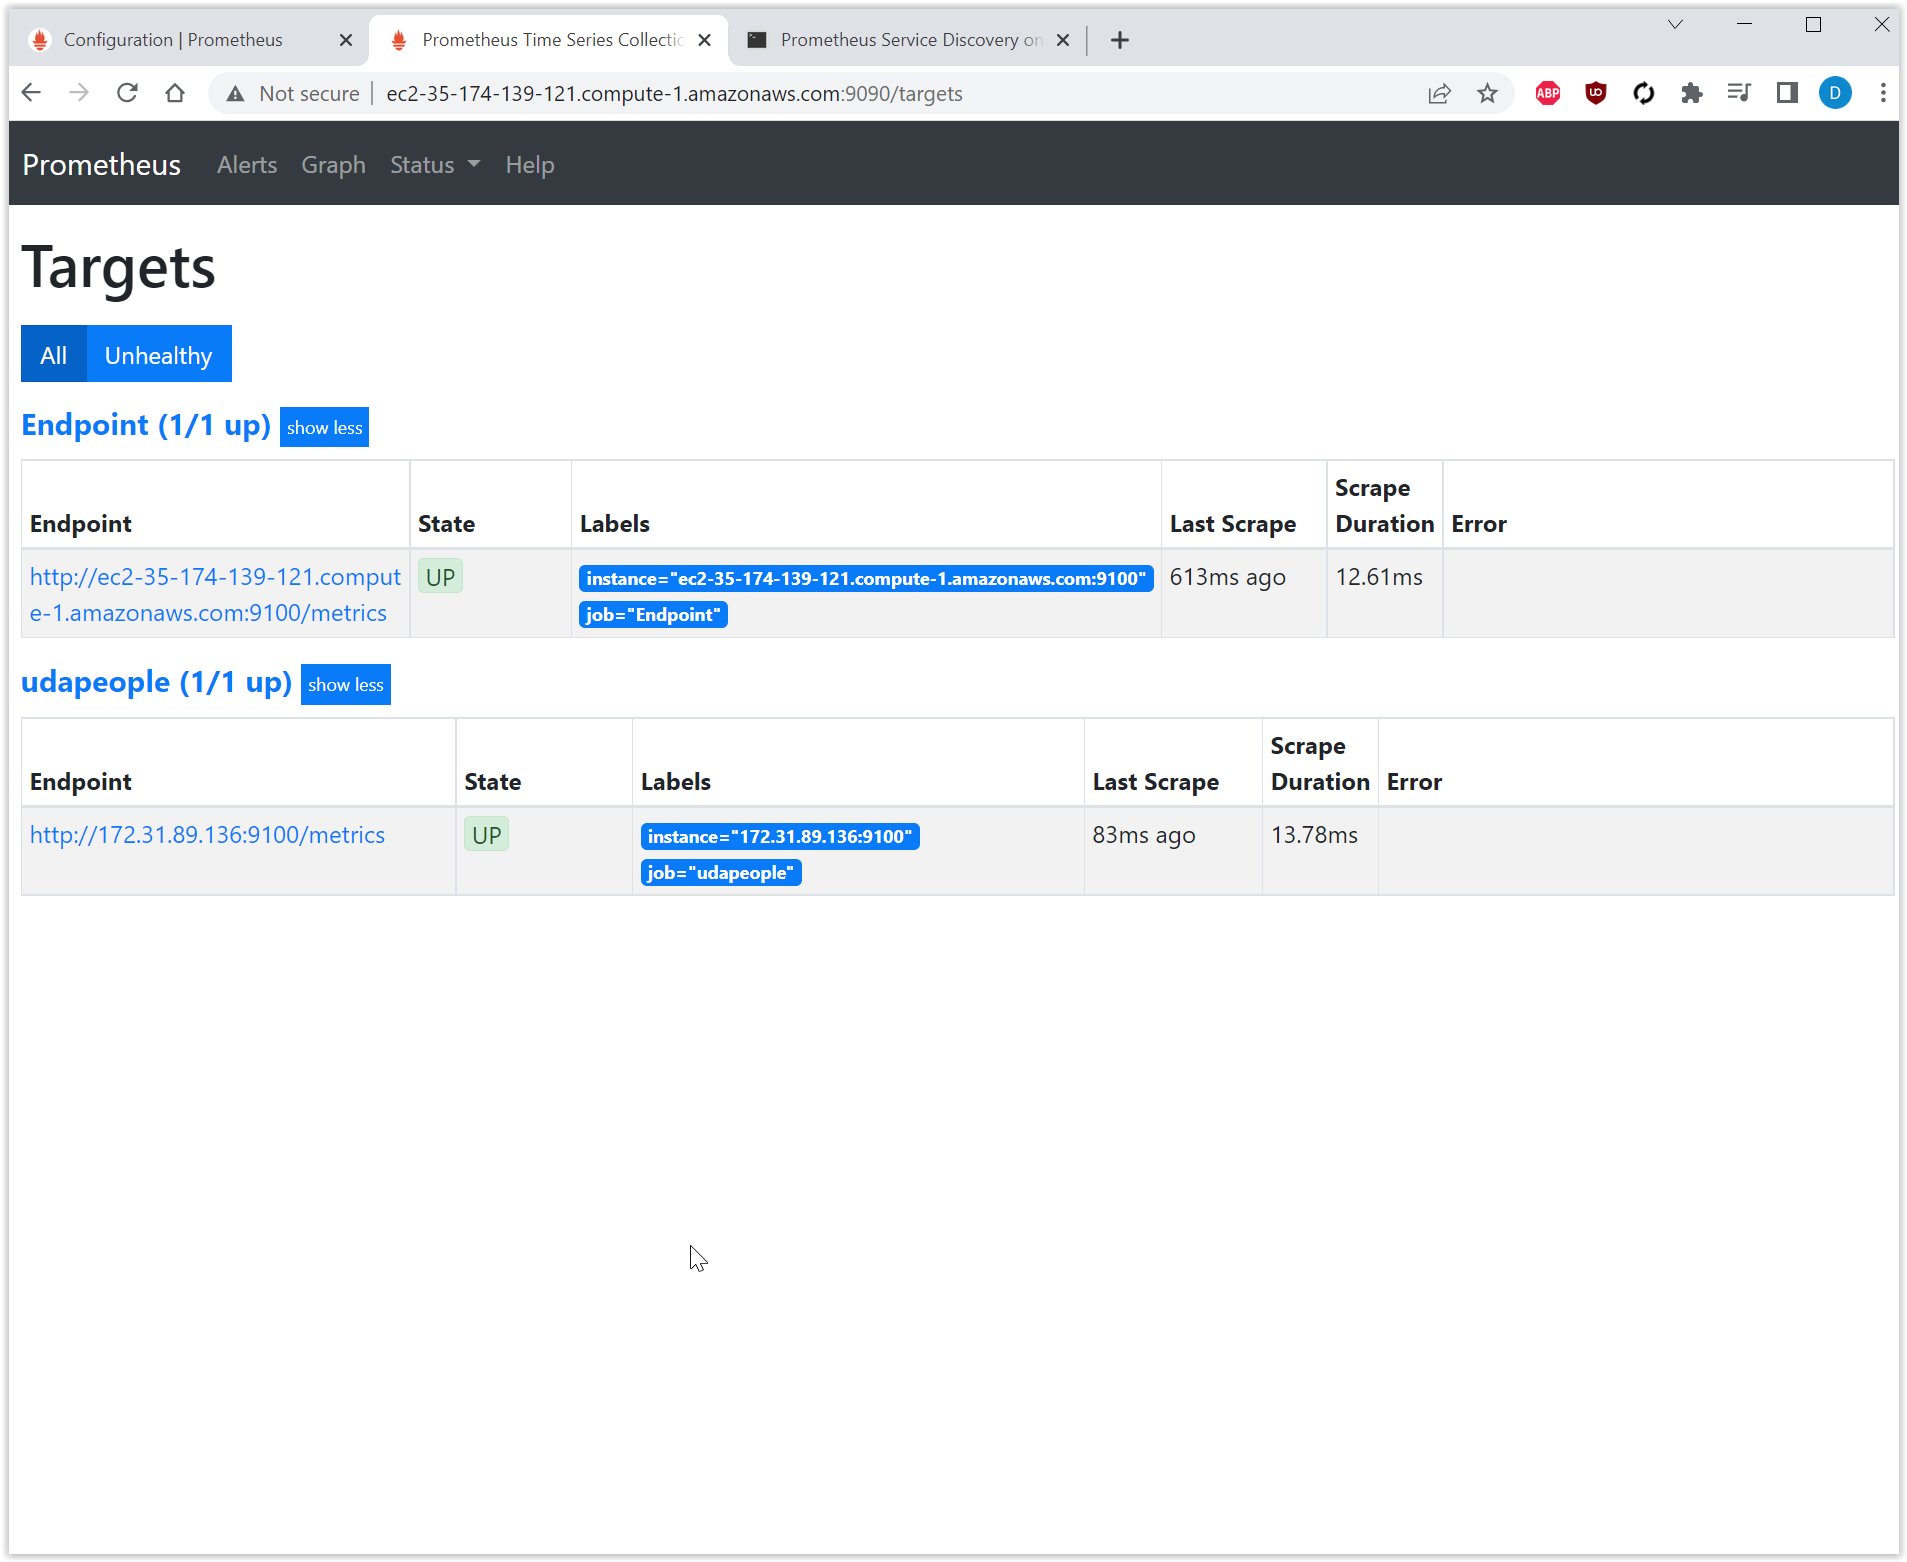 Configuration | Prometheus
Prometheus Time Series Collectic
Prometheus Service Discovery on
Not secure | ec2-35-174-139-121.compute-1.amazonaws.com:9090/targets
ABP
D
Prometheus Alerts Graph Status Help
Targets
All Unhealthy
Endpoint (1/1 up) show less
Endpoint State Labels Last Scrape Scrape Duration Error
http://ec2-35-174-139-121.comput
e-1.amazonaws.com:9100/metrics
UP
instance="ec2-35-174-139-121.compute-1.amazonaws.com:9100"
job="Endpoint"
613ms ago
12.61ms
udapeople (1/1 up) show less
Endpoint State Labels Last Scrape Scrape Duration Error
http://172.31.89.136:9100/metrics
UP
instance="172.31.89.136:9100"
job="udapeople"
83ms ago
13.78ms